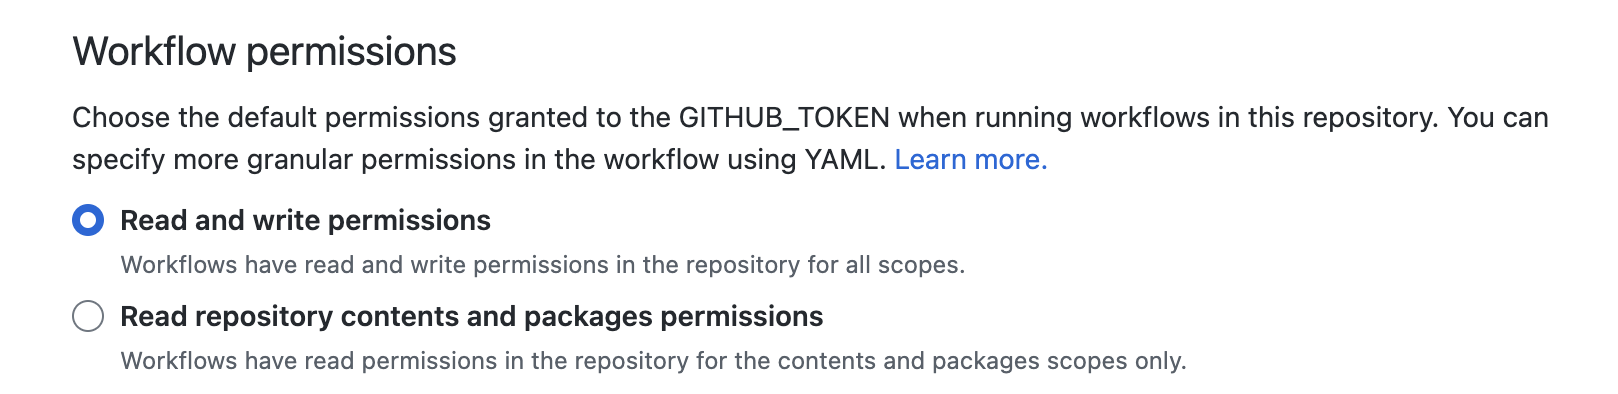 Workflow permissions
Choose the default permissions granted to the GITHUB_TOKEN when running workflows in this repository. You can
specify more granular permissions in the workflow using YAML. Learn more.
Read and write permissions
Workflows have read and write permissions in the repository for all scopes.
Read repository contents and packages permissions
Workflows have read permissions in the repository for the contents and packages scopes only.